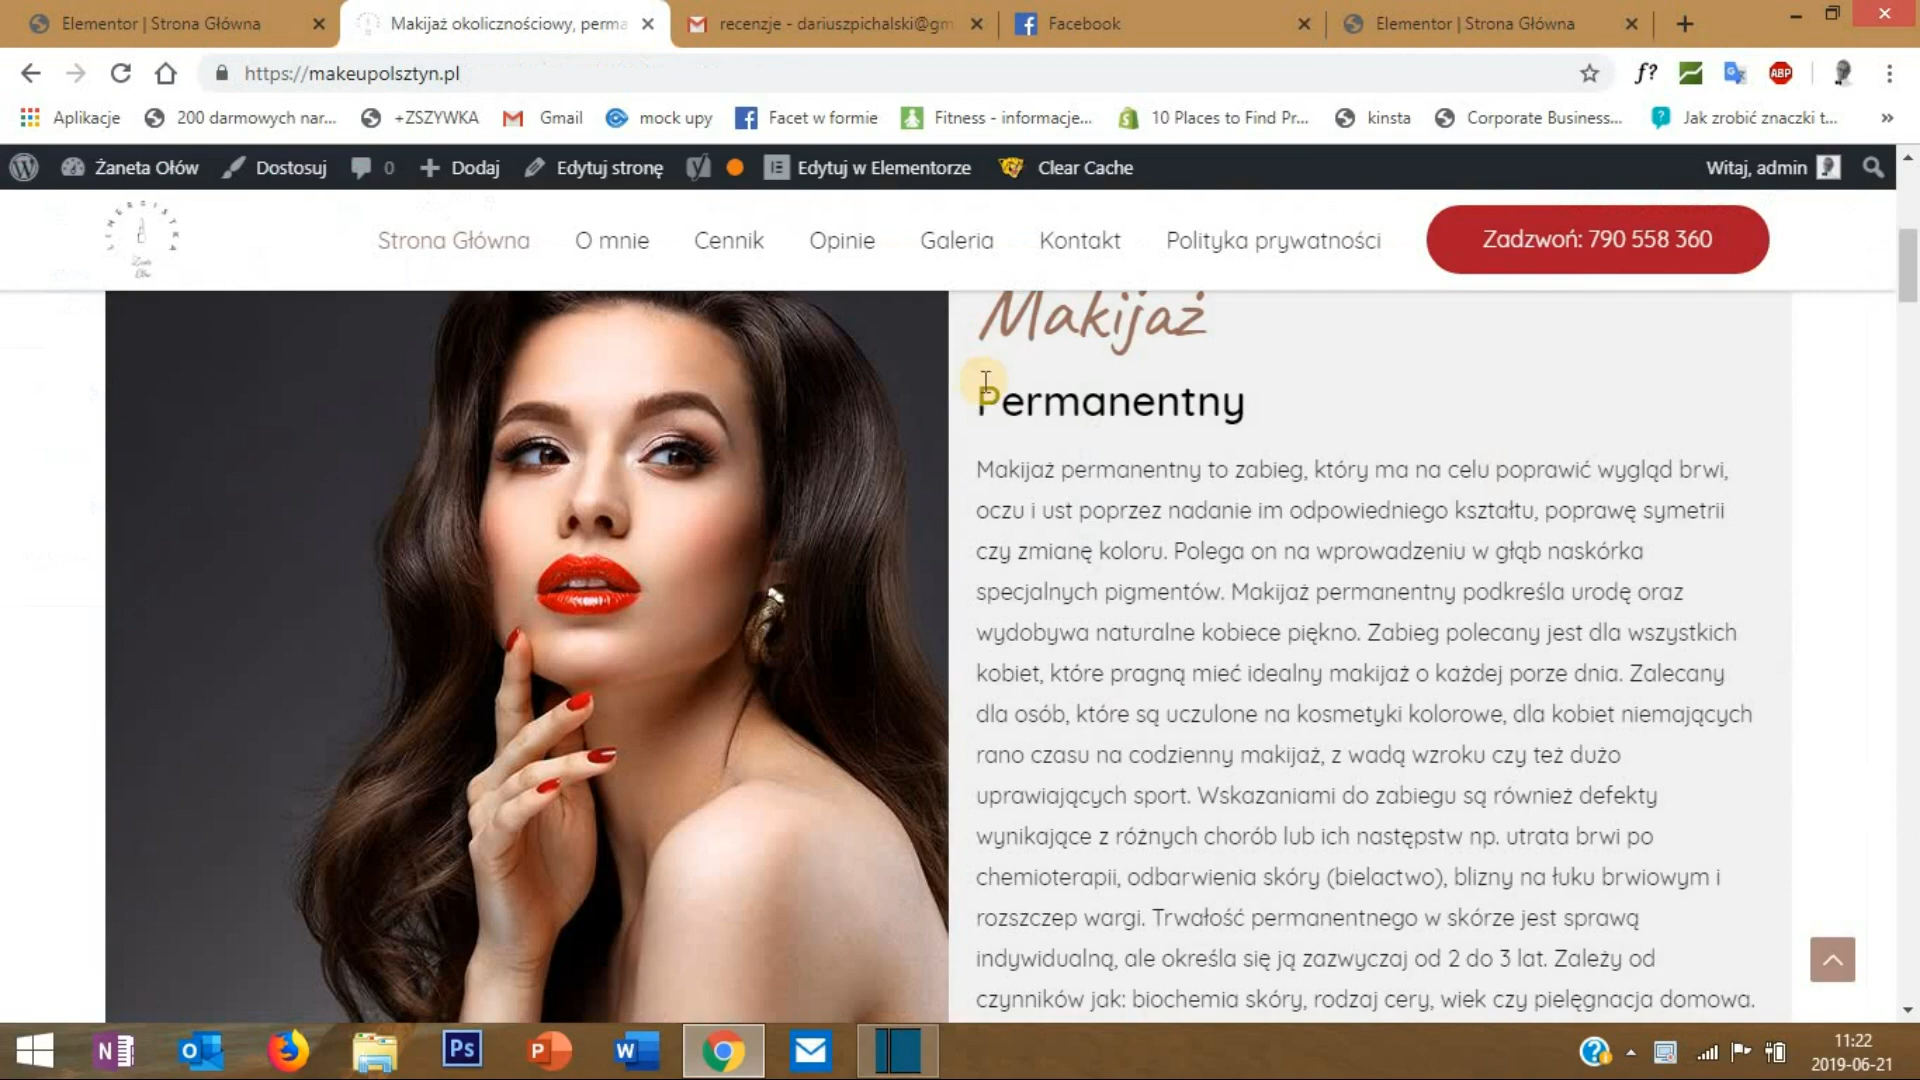 Elementor | Strona Główna
Makijaż okolicznościowy, perma
recenzje - dariuszpichalski@gm
Facebook
Elementor | Strona Główna
https://makeupolsztyn.pl
f?
ABP
Aplikacje
200 darmowych nar...
+ZSZYWKA
Gmail
mock upy
Facet w formie
Fitness - informacje...
10 Places to Find Pr...
kinsta
Corporate Business...
Jak zrobić znaczki t...
»
Żaneta Ołów
Dostosuj
0
Dodaj
Edytuj stronę
Edytuj w Elementorze
Clear Cache
Witaj, admin
Strona Główna
O mnie
Cennik
Opinie
Galeria
Kontakt
Polityka prywatności
Zadzwoń: 790 558 360
Makijaż
Permanentny
Makijaż permanentny to zabieg, który ma na celu poprawić wygląd brwi,
oczu i ust poprzez nadanie im odpowiedniego kształtu, poprawę symetrii
czy zmianę koloru. Polega on na wprowadzeniu w głąb naskórka
specjalnych pigmentów. Makijaż permanentny podkreśla urodę oraz
wydobywa naturalne kobiece piękno. Zabieg polecany jest dla wszystkich
kobiet, które pragną mieć idealny makijaż o każdej porze dnia. Zalecany
dla osób, które są uczulone na kosmetyki kolorowe, dla kobiet niemających
rano czasu na codzienny makijaż, z wadą wzroku czy też dużo
uprawiających sport. Wskazaniami do zabiegu są również defekty
wynikające z różnych chorób lub ich następstw np. utrata brwi po
chemioterapii, odbarwienia skóry (bielactwo), blizny na łuku brwiowym i
rozszczep wargi. Trwałość permanentnego w skórze jest sprawą
indywidualną, ale określa się ją zazwyczaj od 2 do 3 lat. Zależy od
czynników jak: biochemia skóry, rodzaj cery, wiek czy pielęgnacja domowa.
11:22
2019-06-21